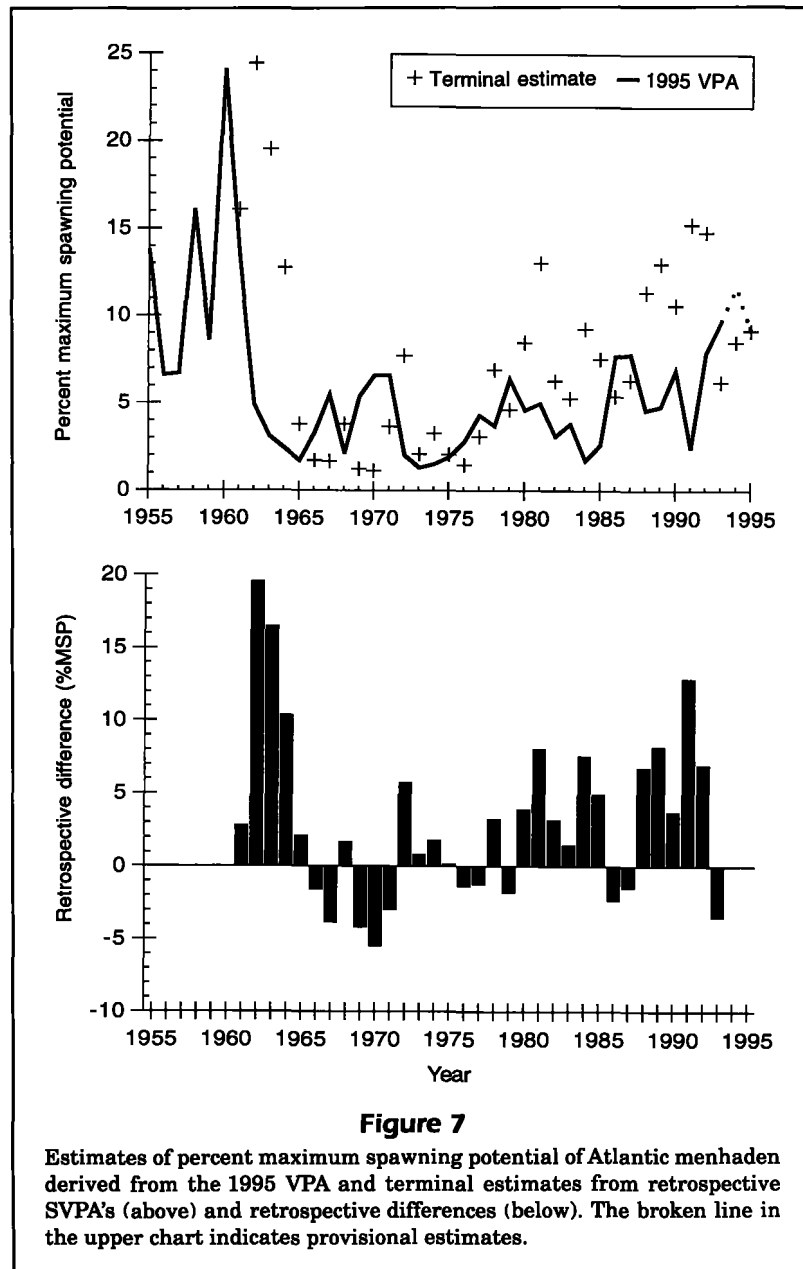 25
20
15
10
5
0
Percent maximum spawning potential
+ Terminal estimate — 1995 VPA
1955 1960 1965 1970 1975 1980 1985 1990 1995
20
15
10
5
0
-5
-10
Retrospective difference (%MSP)
1955 1960 1965 1970 1975 1980 1985 1990 1995
Year
Figure 7
Estimates of percent maximum spawning potential of Atlantic menhaden
derived from the 1995 VPA and terminal estimates from retrospective
SVPA's (above) and retrospective differences (below). The broken line in
the upper chart indicates provisional estimates.